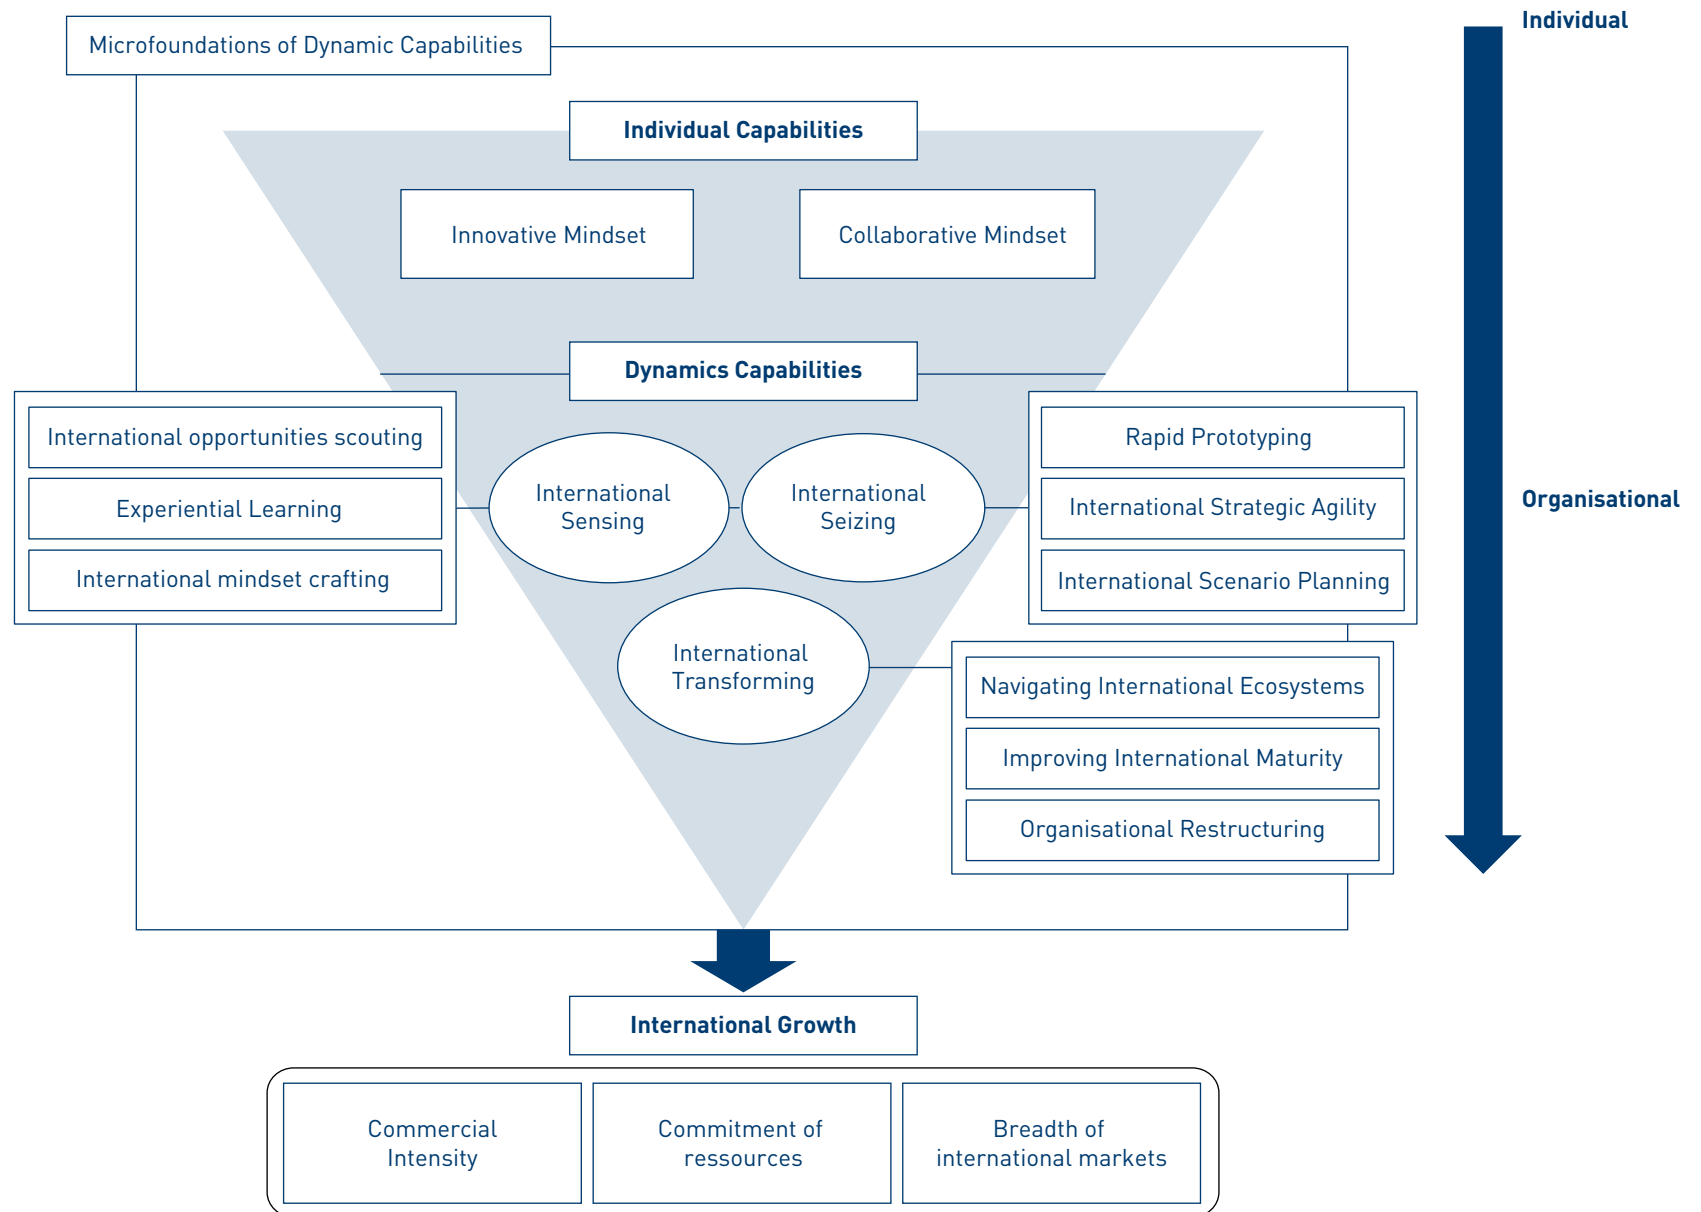 Individual
Microfoundations of Dynamic Capabilities
Individual Capabilities
Innovative Mindset
Collaborative Mindset
Dynamics Capabilities
International opportunities scouting
Experiential Learning
International mindset crafting
International
Sensing
International
Seizing
Rapid Prototyping
International Strategic Agility
International Scenario Planning
Organisational
International
Transforming
Navigating International Ecosystems
Improving International Maturity
Organisational Restructuring
International Growth
Commercial
Intensity
Commitment of
ressources
Breadth of
international markets